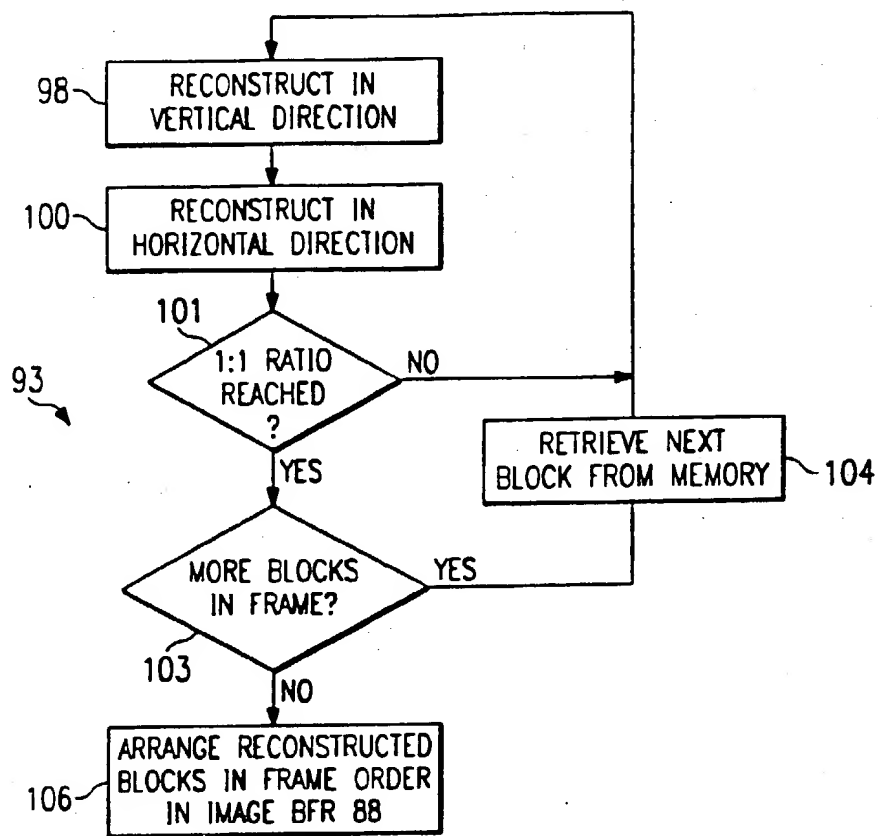 98
RECONSTRUCT IN
VERTICAL DIRECTION
100
RECONSTRUCT IN
HORIZONTAL DIRECTION
101
1:1 RATIO
REACHED
?
NO
93
YES
RETRIEVE NEXT
BLOCK FROM MEMORY
104
MORE BLOCKS
IN FRAME?
YES
103
NO
ARRANGE RECONSTRUCTED
BLOCKS IN FRAME ORDER
IN IMAGE BFR 88
106